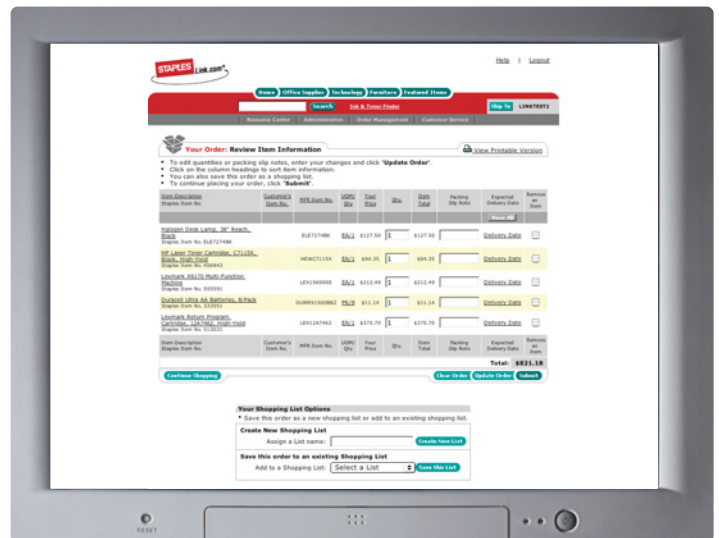 STAPLES Link.com
Help | Logout
Home Office Supplies Technology Furniture Featured Items
Search Ink & Toner Finder Ship To LINKTEST2
Resource Center Administration Order Management Customer Service
Your Order: Review Item Information View Printable Version
• To edit quantities or packing slip notes, enter your changes and click 'Update Order'.
• Click on the column headings to sort item information.
• You can also save this order as a shopping list.
• To continue placing your order, click 'Submit'.
Item Description Staples Item No. Customer's Item No. MFR Item No. UOM/ Qty Your Price Qty. Item Total Packing Slip Note Expected Delivery Date Remove an Item
Show All
Halogen Desk Lamp, 38" Reach,
Black ELE7274BK EA/1 $127.50 1 $127.50 Delivery Date
Staples Item No. ELE7274BK
HP Laser Toner Cartridge, C7115X,
Black, High-Yield HEWC7115X EA/1 $94.35 1 $94.35 Delivery Date
Staples Item No.
Lexmark X6170 Multi-Function
Machine EA/1 $212.49 1 $212.49 Delivery Date
Staples Item No.
Duracell Ultra AA Batteries, 8/Pack $11.14 1 $11.14 Delivery Date
Staples Item No.
Lexmark Return Program
Cartridge, 12A7462, High-Yield LEX12A7462 EA/1 $375.70 1 $375.70 Delivery Date
Staples Item No.
Item Description Staples Item No. Customer's Item No. MFR Item No. UOM/ Qty Your Price Qty. Item Total Packing Slip Note Expected Delivery Date Remove an Item
Total: $821.18
Continue Shopping Clear Order Update Order Submit
Your Shopping List Options
• Save this order as a new shopping list or add to an existing shopping list.
Create New Shopping List
Assign a List name: Create New List
Save this order to an existing Shopping List
Add to a Shopping List: Select a List Save This List
RESET